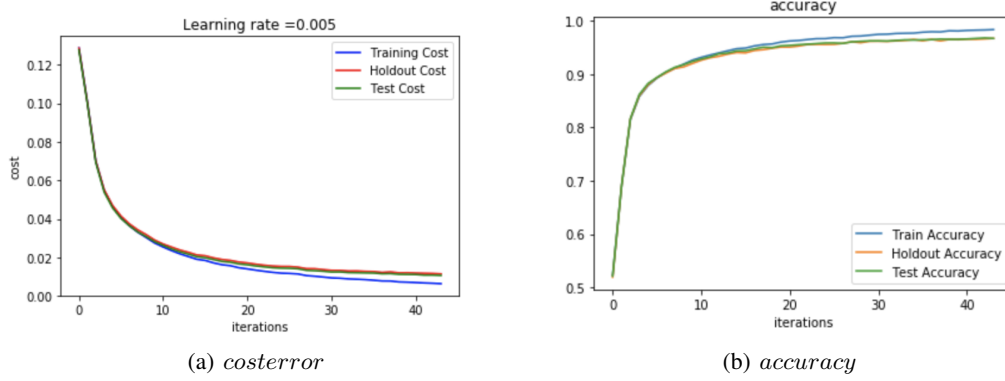 Learning rate =0.005
0.12
0.10
0.08
0.06
0.04
0.02
0.00
cost
0
10
20
30
40
iterations
Training Cost
Holdout Cost
Test Cost
(a) costerror
accuracy
1.0
0.9
0.8
0.7
0.6
0.5
0
10
20
30
40
iterations
Train Accuracy
Holdout Accuracy
Test Accuracy
(b) accuracy